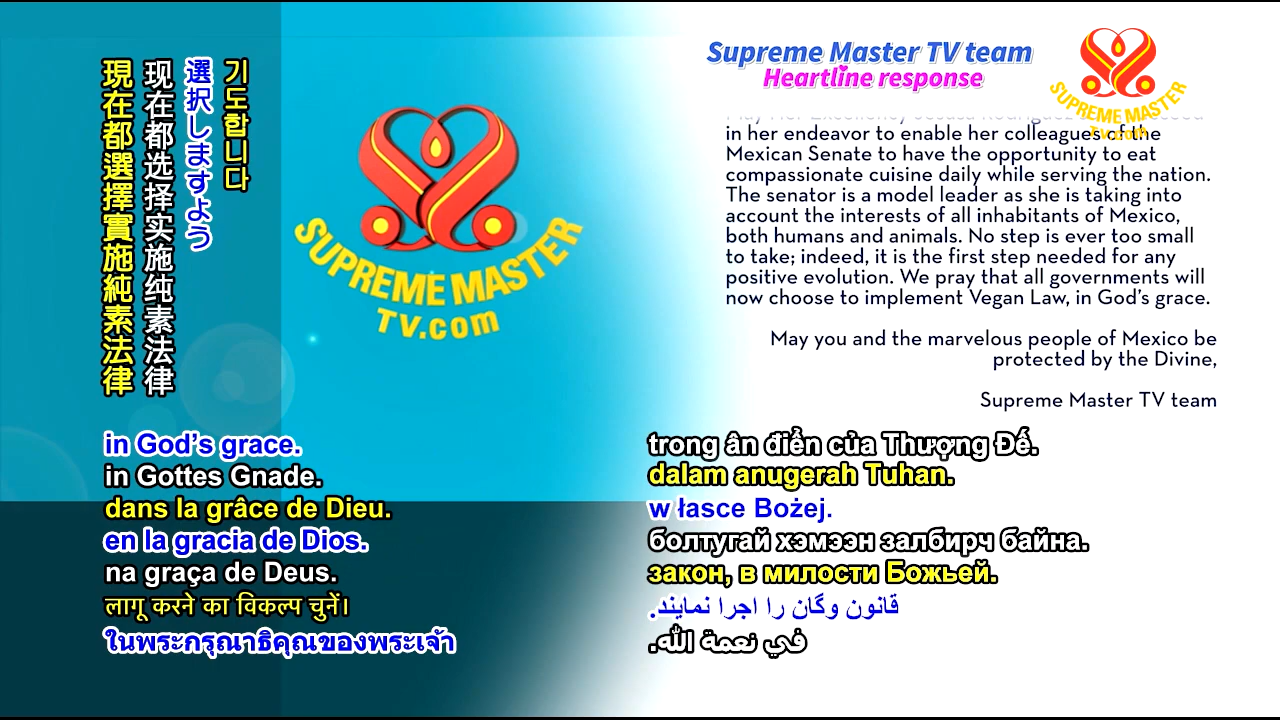 기도합니다
選択しますよう
现在都选择实施纯素法律
現在都選擇實施純素法律
SUPREME MASTER
TV.com
Supreme Master TV team
Heartline response
SUPREME MASTER
TV.com
in her endeavor to enable her colleagues of the
Mexican Senate to have the opportunity to eat
compassionate cuisine daily while serving the nation.
The senator is a model leader as she is taking into
account the interests of all inhabitants of Mexico,
both humans and animals. No step is ever too small
to take; indeed, it is the first step needed for any
positive evolution. We pray that all governments will
now choose to implement Vegan Law, in God’s grace.
May you and the marvelous people of Mexico be
protected by the Divine,
Supreme Master TV team
in God’s grace.
in Gottes Gnade.
dans la grâce de Dieu.
en la gracia de Dios.
na graça de Deus.
लागू करने का विकल्प चुनें।
ในพระกรุณาธิคุณของพระเจ้า
trong ân điển của Thượng Đế.
dalam anugerah Tuhan.
w łasce Bożej.
болтугай хэмээн залбирч байна.
закон, в милости Божьей.
قانون وگان را اجرا نمایند.
في نعمة الله.